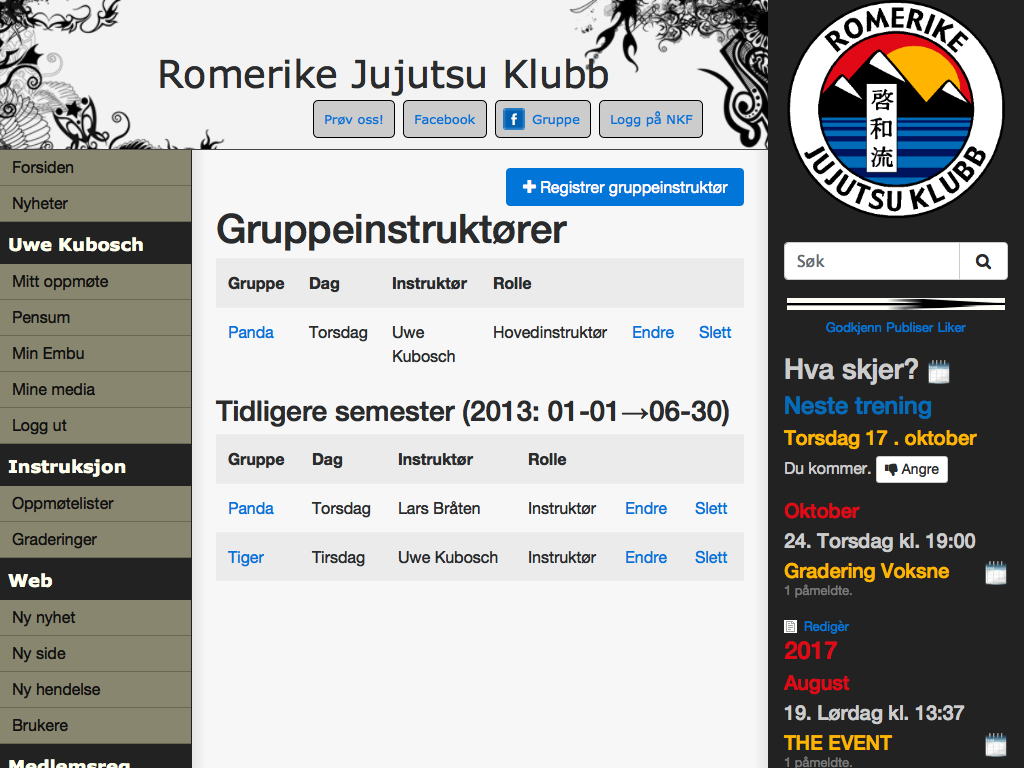 Romerike Jujutsu Klubb
Prøv oss!
Facebook
Gruppe
Logg på NKF
Forsiden
Nyheter
Uwe Kubosch
Mitt oppmøte
Pensum
Min Embu
Mine media
Logg ut
Instruksjon
Oppmøtelister
Graderinger
Web
Ny nyhet
Ny side
Ny hendelse
Brukere
Medlemsreg
Registrer gruppeinstruktør
Gruppeinstruktører
Gruppe Dag Instruktør Rolle
Panda Torsdag Uwe Kubosch Hovedinstruktør Endre Slett
Tidligere semester (2013: 01-01→06-30)
Gruppe Dag Instruktør Rolle
Panda Torsdag Lars Bråten Instruktør Endre Slett
Tiger Tirsdag Uwe Kubosch Instruktør Endre Slett
ROMERIKE
啓和流
JUJUTSU KLUBB
Søk
Godkjenn Publiser Liker
Hva skjer?
Neste trening
Torsdag 17 . oktober
Du kommer. Angre
Oktober
24. Torsdag kl. 19:00
Gradering Voksne
1 påmeldte.
Redigèr
2017
August
19. Lørdag kl. 13:37
THE EVENT
1 påmeldte.